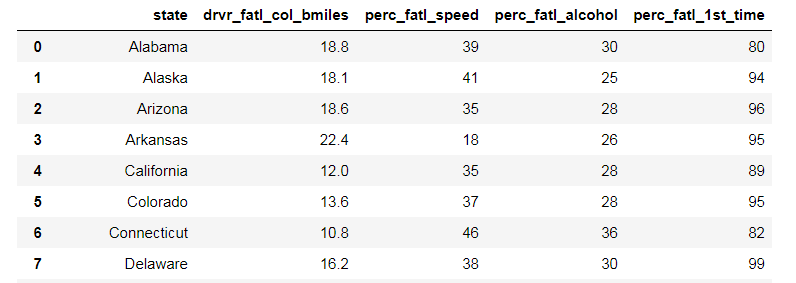 state drvr_fatl_col_bmiles perc_fatl_speed perc_fatl_alcohol perc_fatl_1st_time
0 Alabama 18.8 39 30 80
1 Alaska 18.1 41 25 94
2 Arizona 18.6 35 28 96
3 Arkansas 22.4 18 26 95
4 California 12.0 35 28 89
5 Colorado 13.6 37 28 95
6 Connecticut 10.8 46 36 82
7 Delaware 16.2 38 30 99